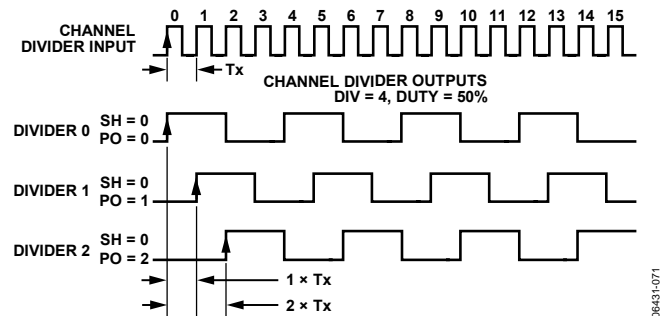 0 1 2 3 4 5 6 7 8 9 10 11 12 13 14 15
CHANNEL
DIVIDER INPUT
Tx
CHANNEL DIVIDER OUTPUTS
DIV = 4, DUTY = 50%
DIVIDER 0 SH = 0
PO = 0
DIVIDER 1 SH = 0
PO = 1
DIVIDER 2 SH = 0
PO = 2
1 × Tx
2 × Tx
06431-071